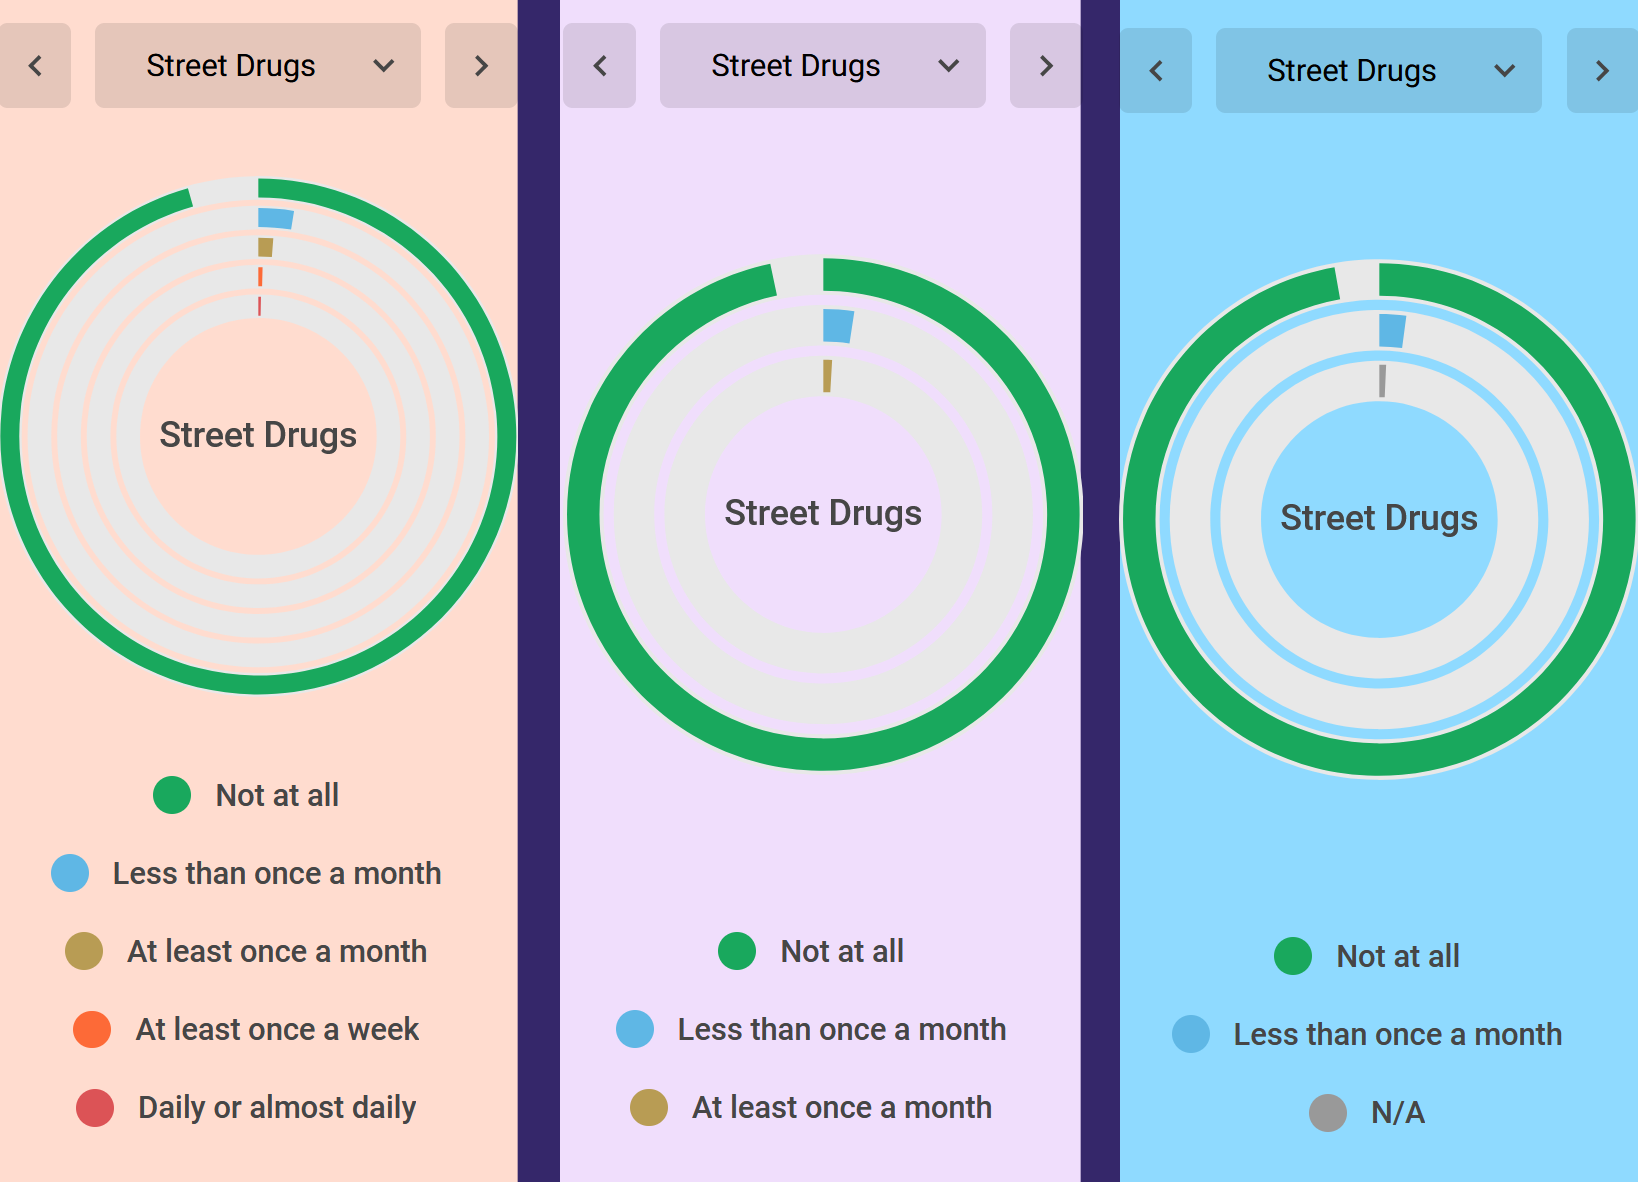 Street Drugs
Street Drugs
Not at all
Less than once a month
At least once a month
At least once a week
Daily or almost daily
Street Drugs
Street Drugs
Not at all
Less than once a month
At least once a month
Street Drugs
Street Drugs
Not at all
Less than once a month
N/A